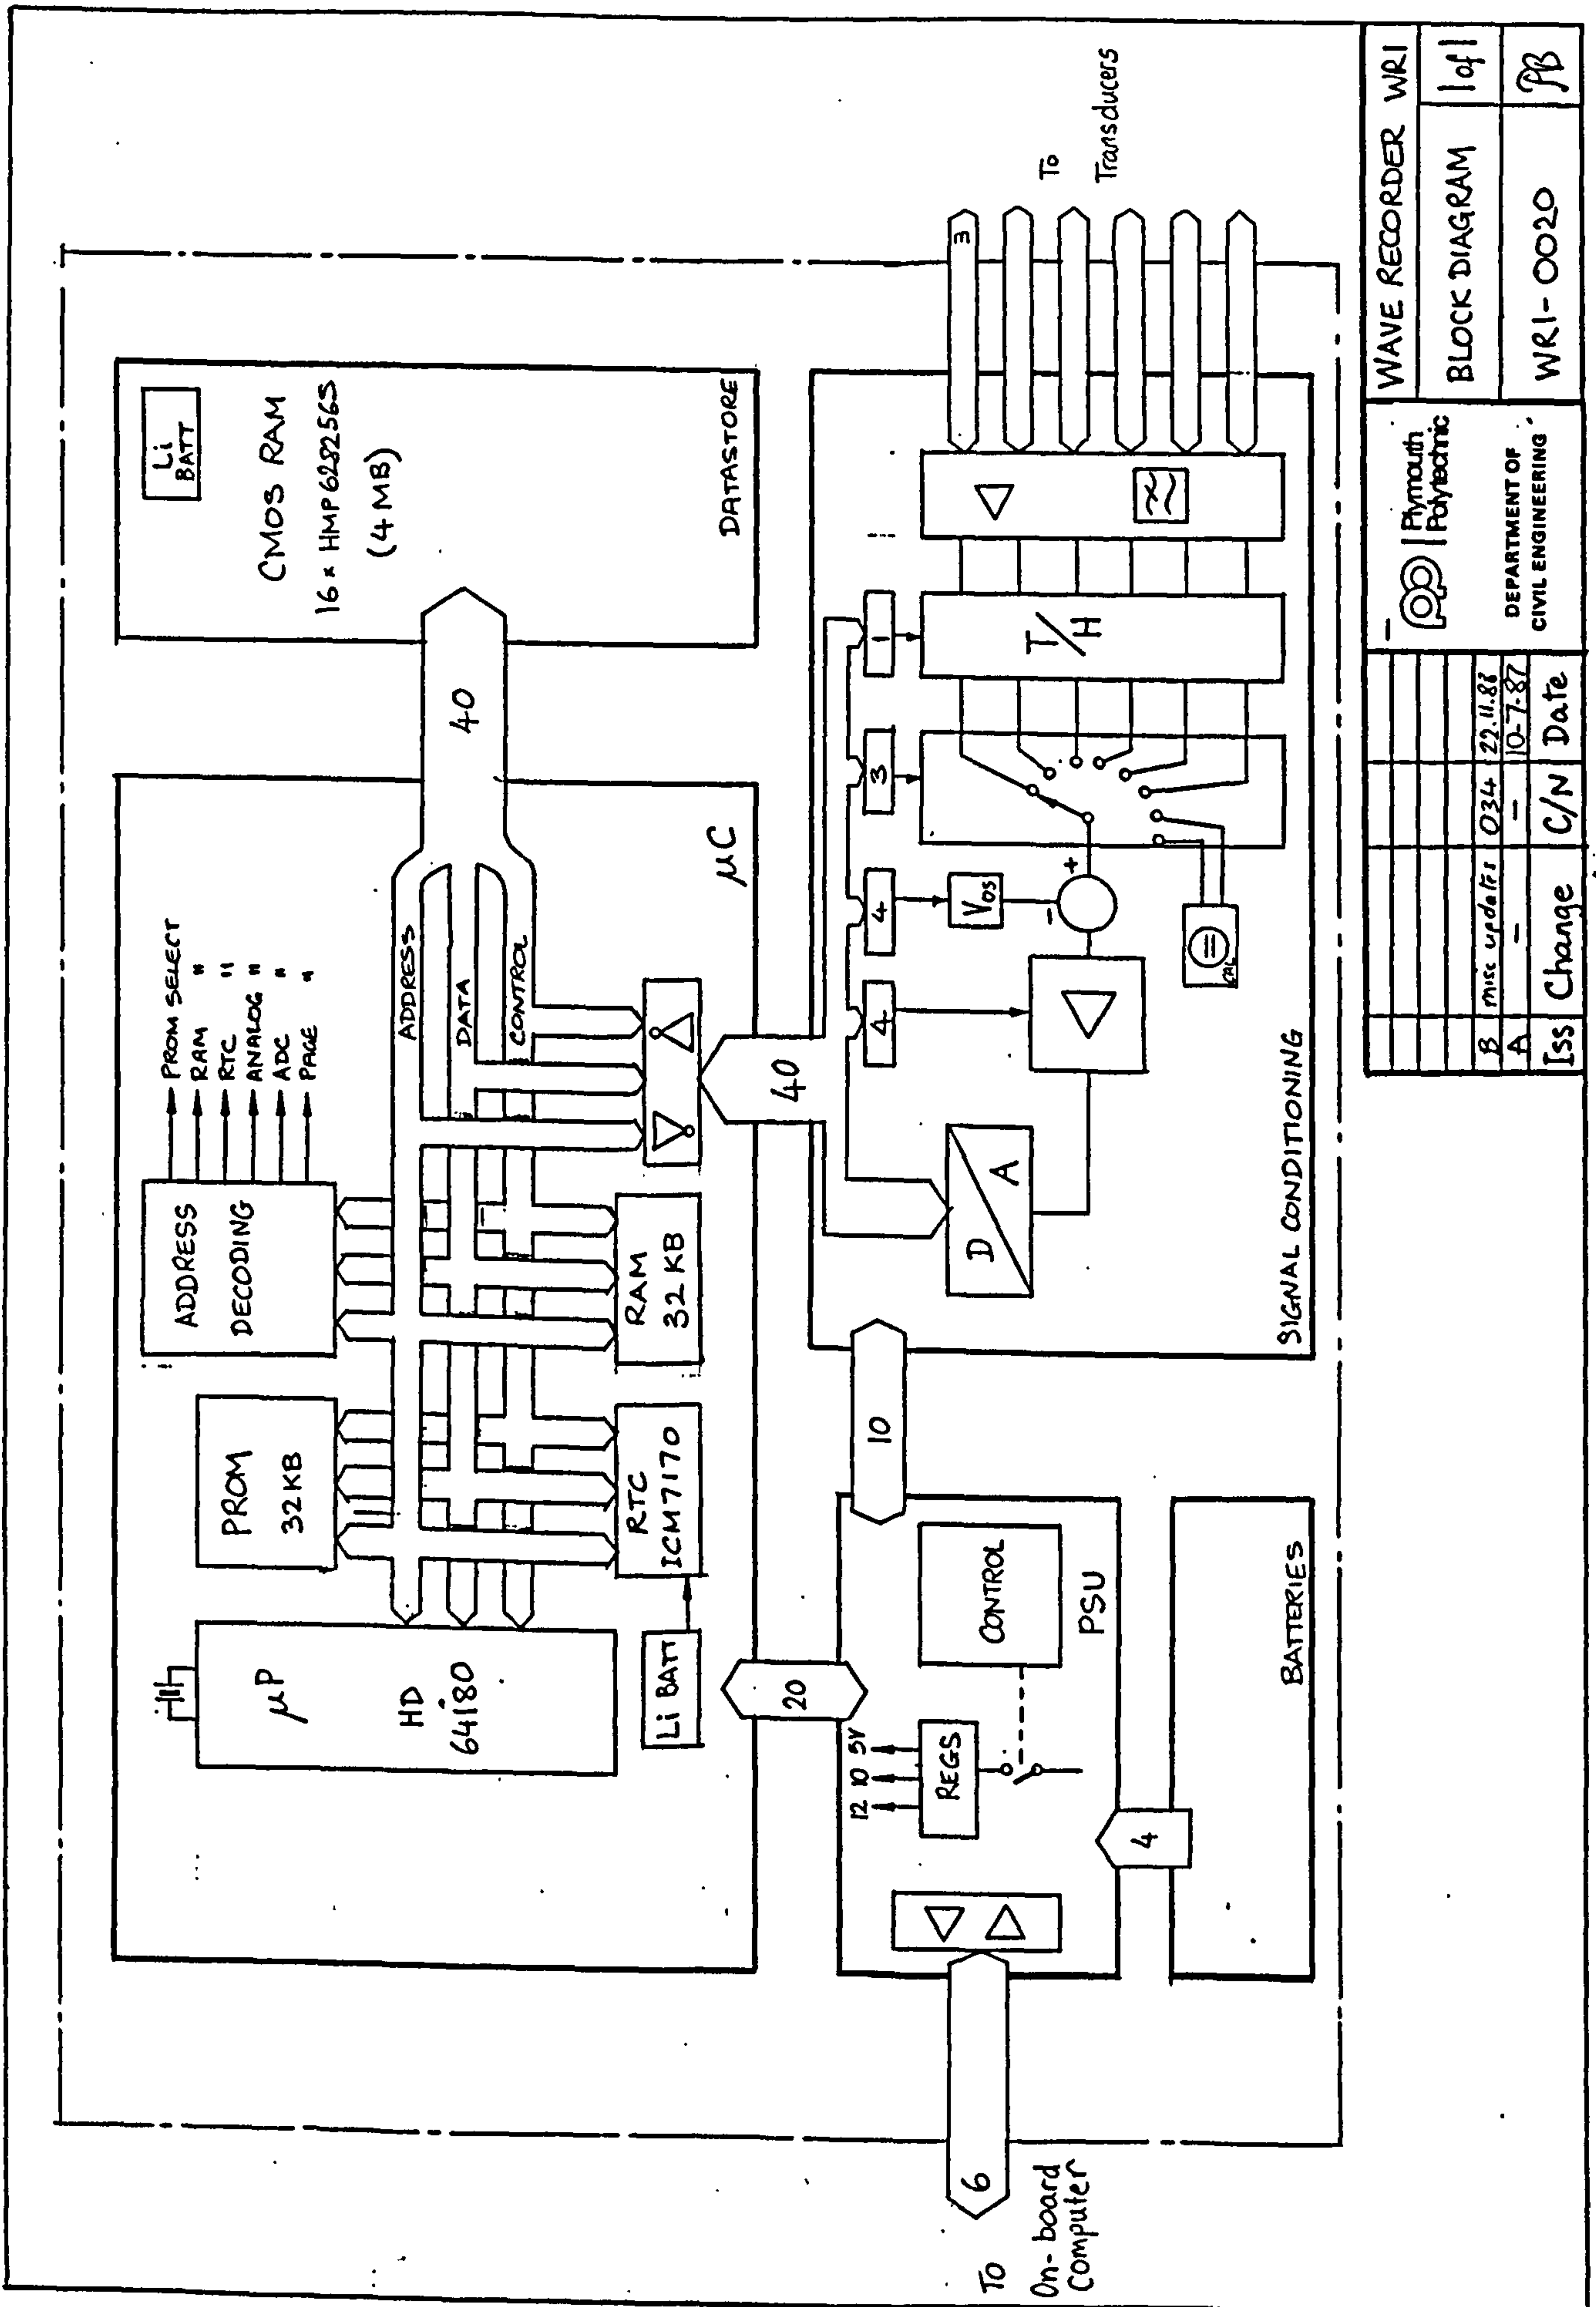 µP
HD
64180
PROM
32KB
ADDRESS
DECODING
PROM SELECT
RAM "
RTC "
ANALOG "
ADC "
PAGE "
ADDRESS
DATA
CONTROL
Li BATT
RTC
ICM7170
RAM
32 KB
µC
40
Li
BATT
CMOS RAM
16 x HMP628256S
(4 MB)
DATASTORE
20
40
12 10 5V
REGS
CONTROL
PSU
10
4
BATTERIES
6
To
On-board
Computer
D
A
4
4
3
1
Vos
-
+
CAL
T/H
3
To
Transducers
SIGNAL CONDITIONING
B misc updates 034 22.11.88
A - - 10-7-87
Iss Change C/N Date
Plymouth
Polytechnic
DEPARTMENT OF
CIVIL ENGINEERING
WAVE RECORDER WR1
BLOCK DIAGRAM 1 of 1
WR1-0020 PB